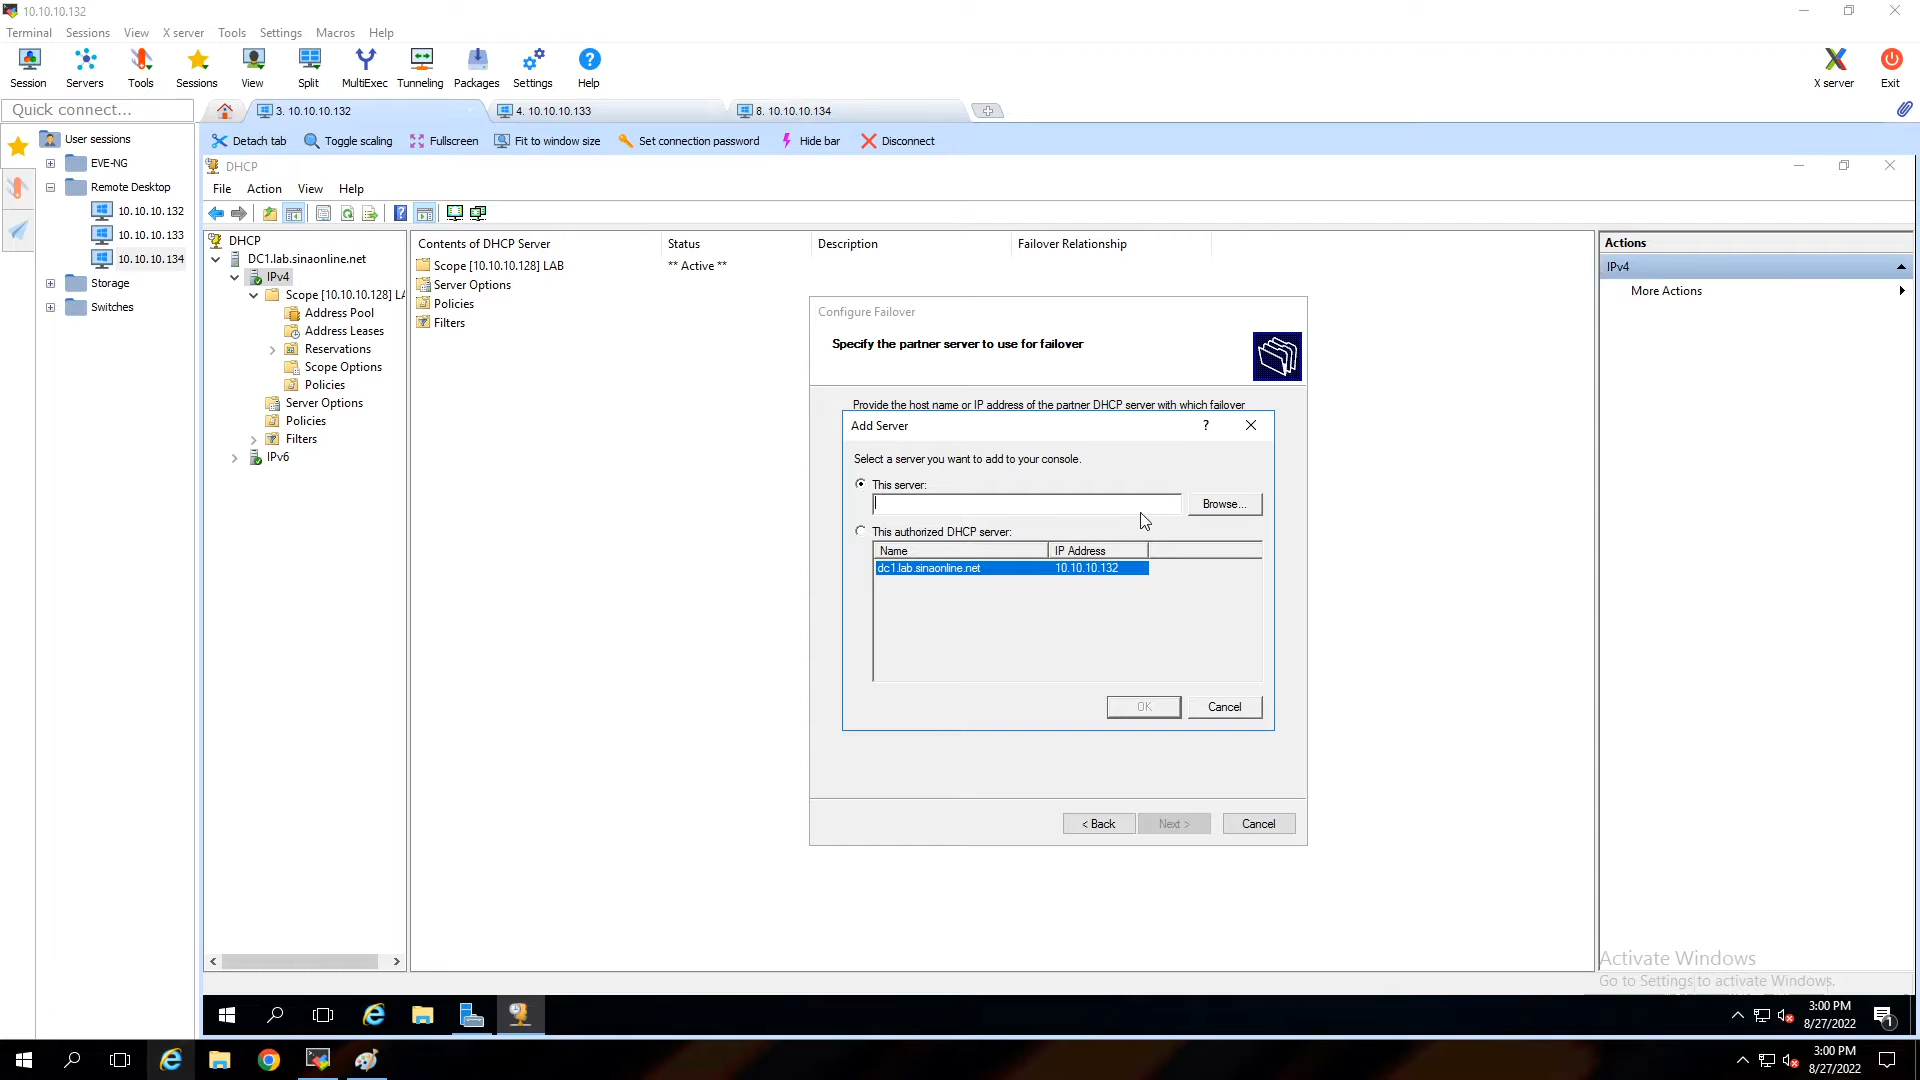 10.10.10.132
Terminal Sessions View X server Tools Settings Macros Help
Session Servers Tools Sessions View Split MultiExec Tunneling Packages Settings Help X server Exit
Quick connect...
3. 10.10.10.132
4. 10.10.10.133
8. 10.10.10.134
User sessions
EVE-NG
Remote Desktop
10.10.10.132
10.10.10.133
10.10.10.134
Storage
Switches
Detach tab Toggle scaling Fullscreen Fit to window size Set connection password Hide bar Disconnect
DHCP
File Action View Help
DHCP
DC1.lab.sinaonline.net
IPv4
Scope [10.10.10.128] LA
Address Pool
Address Leases
Reservations
Scope Options
Policies
Server Options
Policies
Filters
IPv6
Contents of DHCP Server Status Description Failover Relationship
Scope [10.10.10.128] LAB ** Active **
Server Options
Policies
Filters
Configure Failover
Specify the partner server to use for failover
Provide the host name or IP address of the partner DHCP server with which failover
Add Server
?
Select a server you want to add to your console.
This server:
Browse...
This authorized DHCP server:
Name IP Address
dc1.lab.sinaonline.net 10.10.10.132
OK Cancel
< Back Next > Cancel
Actions
IPv4
More Actions
Activate Windows
Go to Settings to activate Windows.
3:00 PM
8/27/2022
1
3:00 PM
8/27/2022